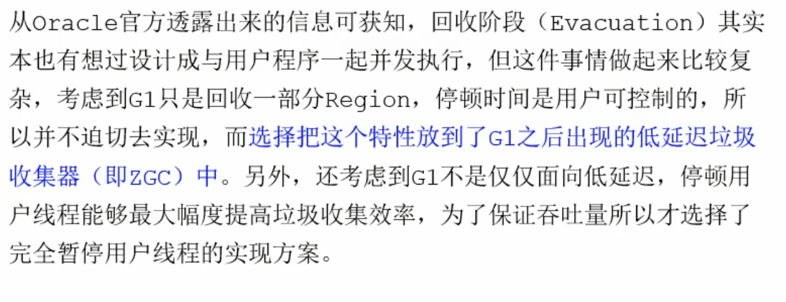 从Oracle官方透露出来的信息可获知，回收阶段（Evacuation）其实
本也有想过设计成与用户程序一起并发执行，但这件事情做起来比较复
杂，考虑到G1只是回收一部分Region，停顿时间是用户可控制的，所
以并不迫切去实现，而选择把这个特性放到了G1之后出现的低延迟垃圾
收集器（即ZGC）中。另外，还考虑到G1不是仅仅面向低延迟，停顿用
户线程能够最大幅度提高垃圾收集效率，为了保证吞吐量所以才选择了
完全暂停用户线程的实现方案。